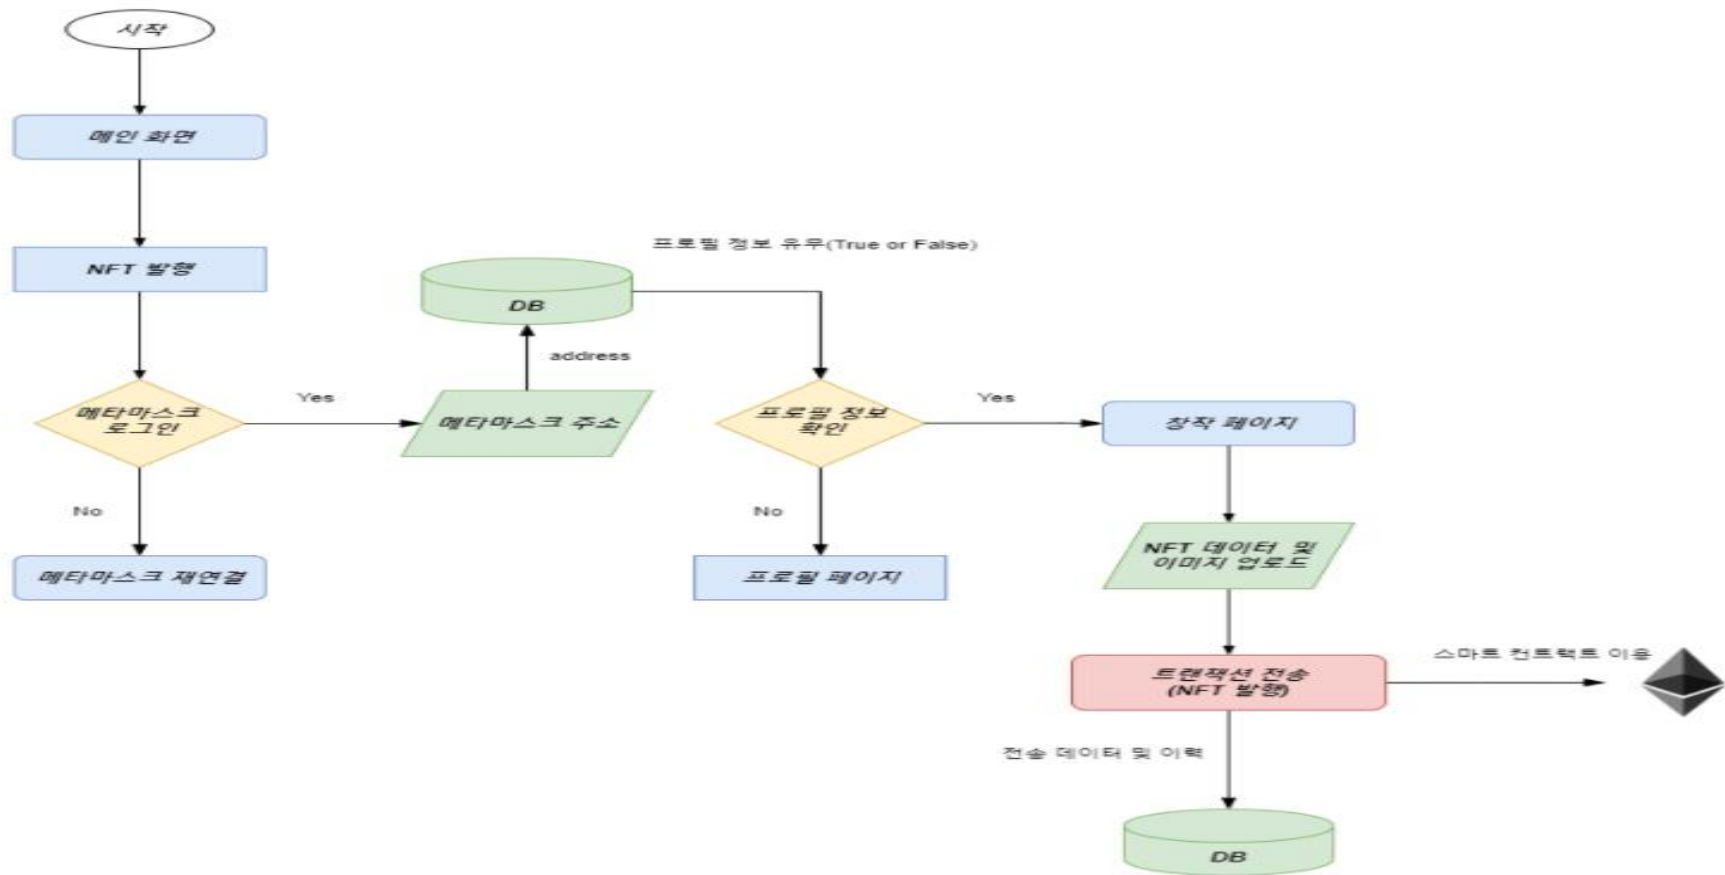 시작
메인 화면
NFT 발행
프로필 정보 유무(True or False)
DB
address
메타마스크
로그인
Yes
메타마스크 주소
프로필 정보
확인
Yes
창작 페이지
No
메타마스크 재연결
No
프로필 페이지
NFT 데이터 및
이미지 업로드
트랜잭션 전송
(NFT 발행)
스마트 컨트랙트 이용
전송 데이터 및 이력
DB